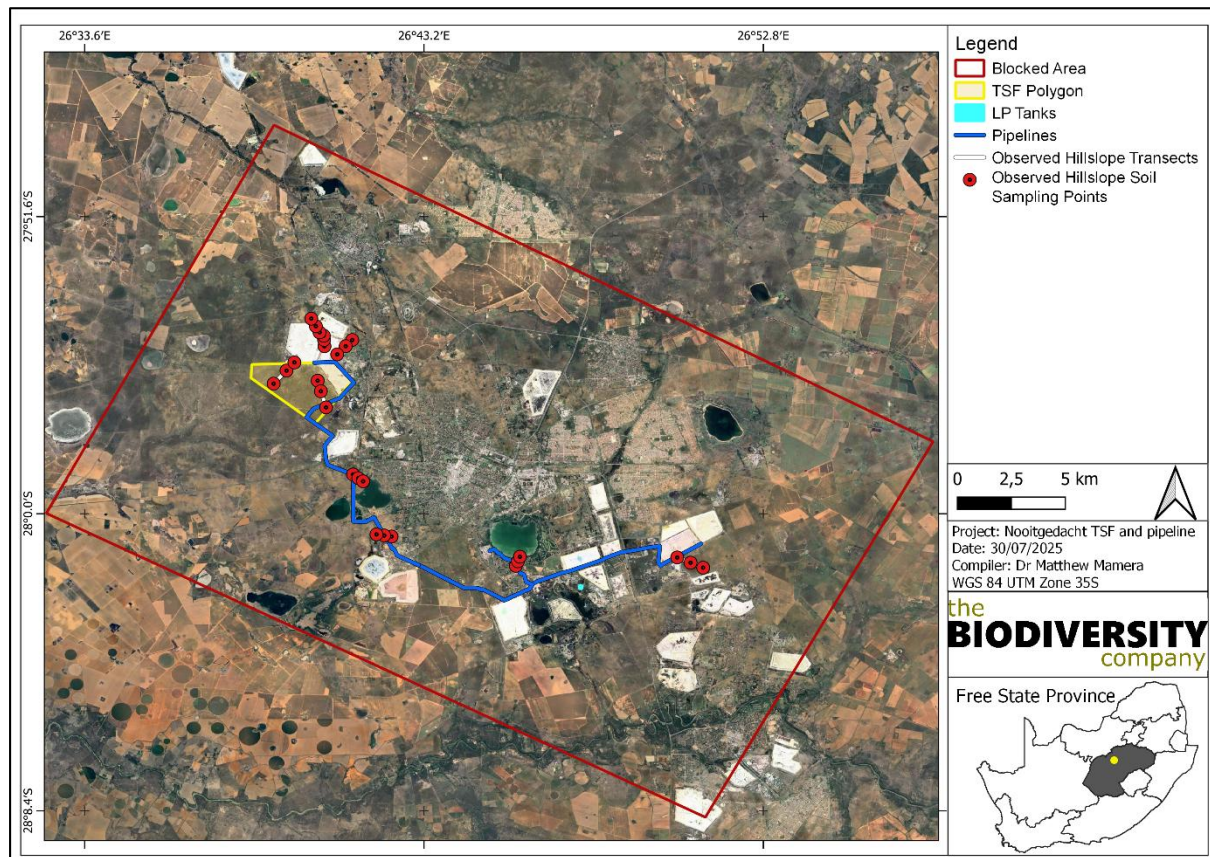 26°33.6′E
26°43.2′E
26°52.8′E
27°51.6′S
28°0.0′S
28°8.4′S
Legend
Blocked Area
TSF Polygon
LP Tanks
Pipelines
Observed Hillslope Transects
Observed Hillslope Soil
Sampling Points
0 2,5 5 km
Project: Nooitgedacht TSF and pipeline
Date: 30/07/2025
Compiler: Dr Matthew Mamera
WGS 84 UTM Zone 35S
the
BIODIVERSITY
company
Free State Province